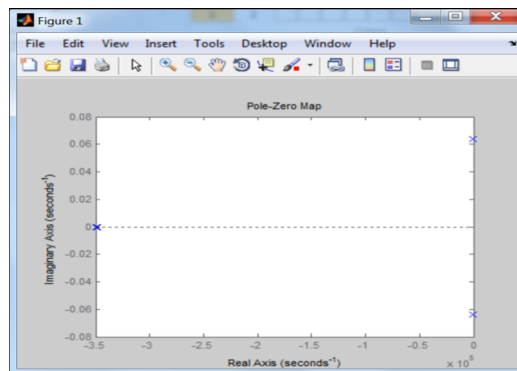 Figure 1
File Edit View Insert Tools Desktop Window Help
Pole-Zero Map
Imaginary Axis (seconds⁻¹)
0.08
0.06
0.04
0.02
0
-0.02
-0.04
-0.06
-0.08
-3.5 -3 -2.5 -2 -1.5 -1 -0.5 0
Real Axis (seconds⁻¹)
x 10⁵